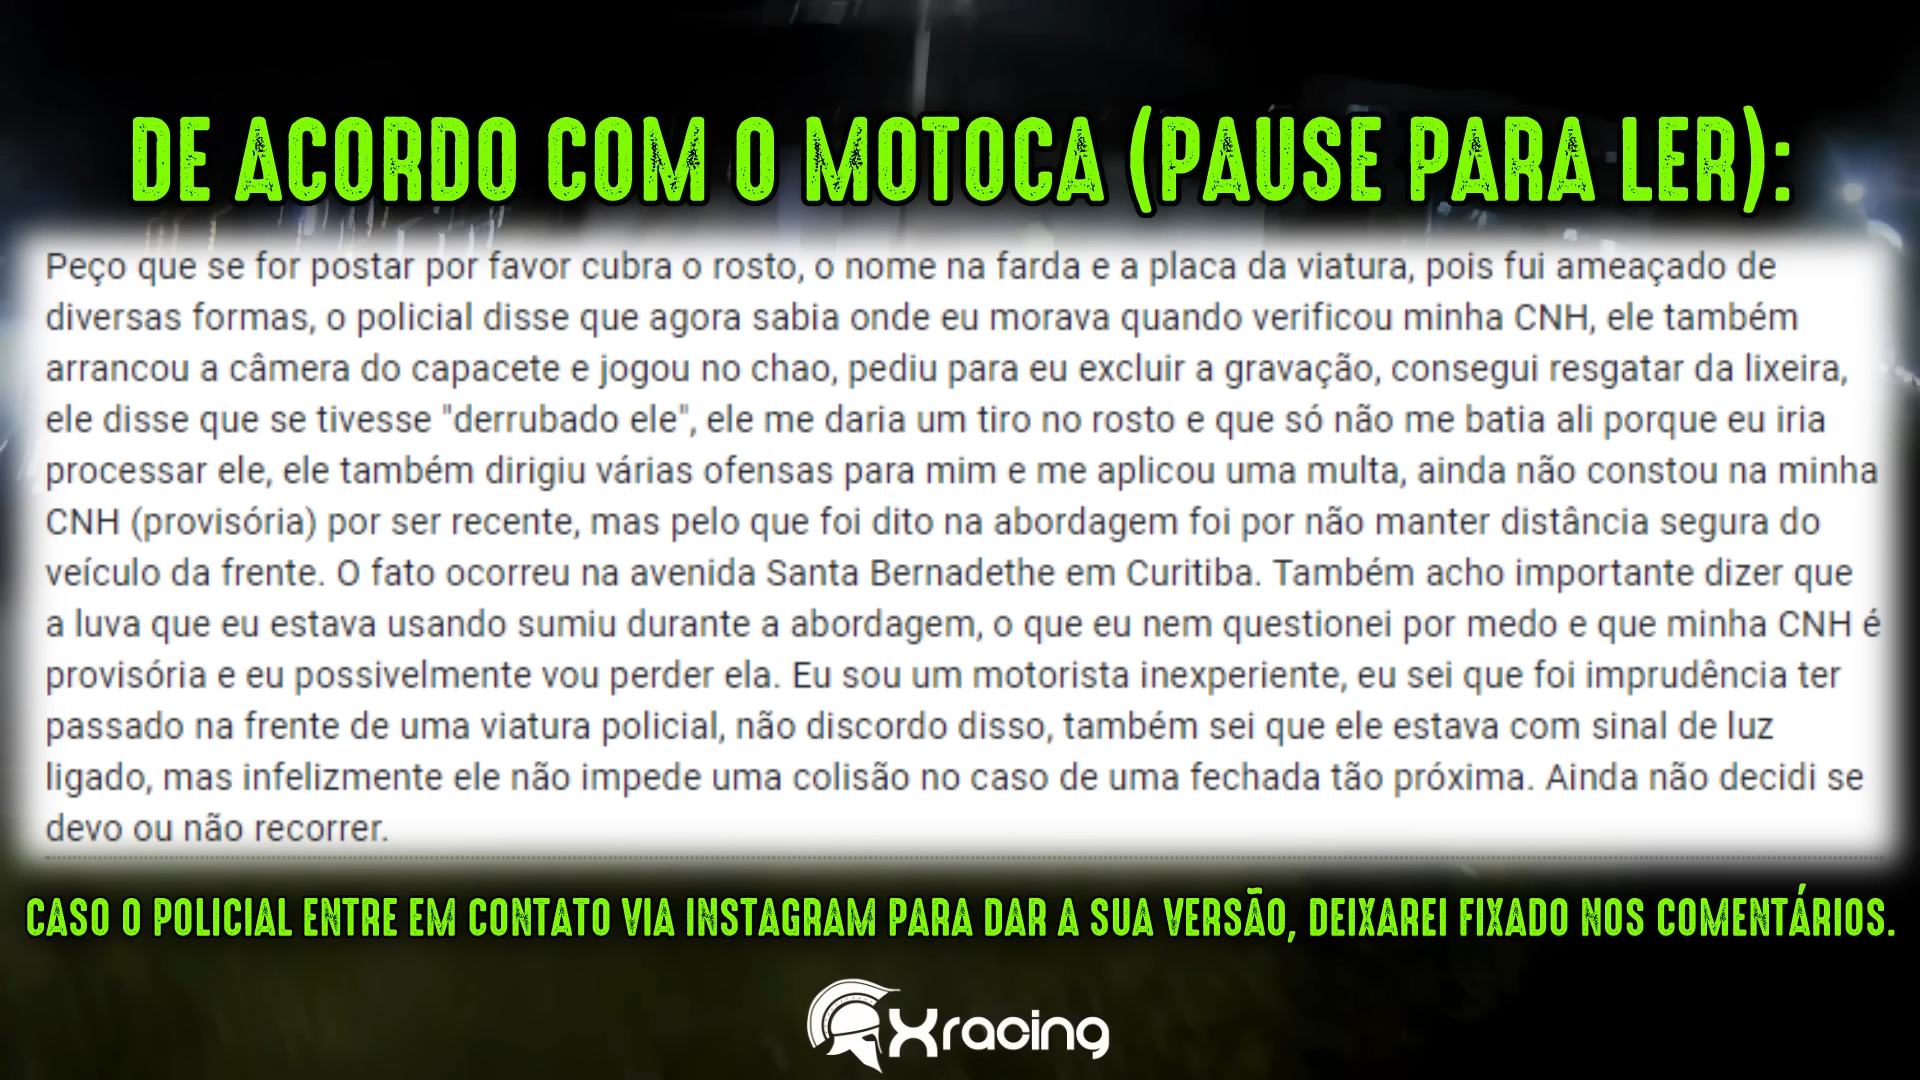 DE ACORDO COM O MOTOCA (PAUSE PARA LER):
Peço que se for postar por favor cubra o rosto, o nome na farda e a placa da viatura, pois fui ameaçado de
diversas formas, o policial disse que agora sabia onde eu morava quando verificou minha CNH, ele também
arrancou a câmera do capacete e jogou no chao, pediu para eu excluir a gravação, consegui resgatar da lixeira,
ele disse que se tivesse "derrubado ele", ele me daria um tiro no rosto e que só não me batia ali porque eu iria
processar ele, ele também dirigiu várias ofensas para mim e me aplicou uma multa, ainda não constou na minha
CNH (provisória) por ser recente, mas pelo que foi dito na abordagem foi por não manter distância segura do
veículo da frente. O fato ocorreu na avenida Santa Bernadethe em Curitiba. Também acho importante dizer que
a luva que eu estava usando sumiu durante a abordagem, o que eu nem questionei por medo e que minha CNH é
provisória e eu possivelmente vou perder ela. Eu sou um motorista inexperiente, eu sei que foi imprudência ter
passado na frente de uma viatura policial, não discordo disso, também sei que ele estava com sinal de luz
ligado, mas infelizmente ele não impede uma colisão no caso de uma fechada tão próxima. Ainda não decidi se
devo ou não recorrer.
CASO O POLICIAL ENTRE EM CONTATO VIA INSTAGRAM PARA DAR A SUA VERSÃO, DEIXAREI FIXADO NOS COMENTÁRIOS.
Xracing